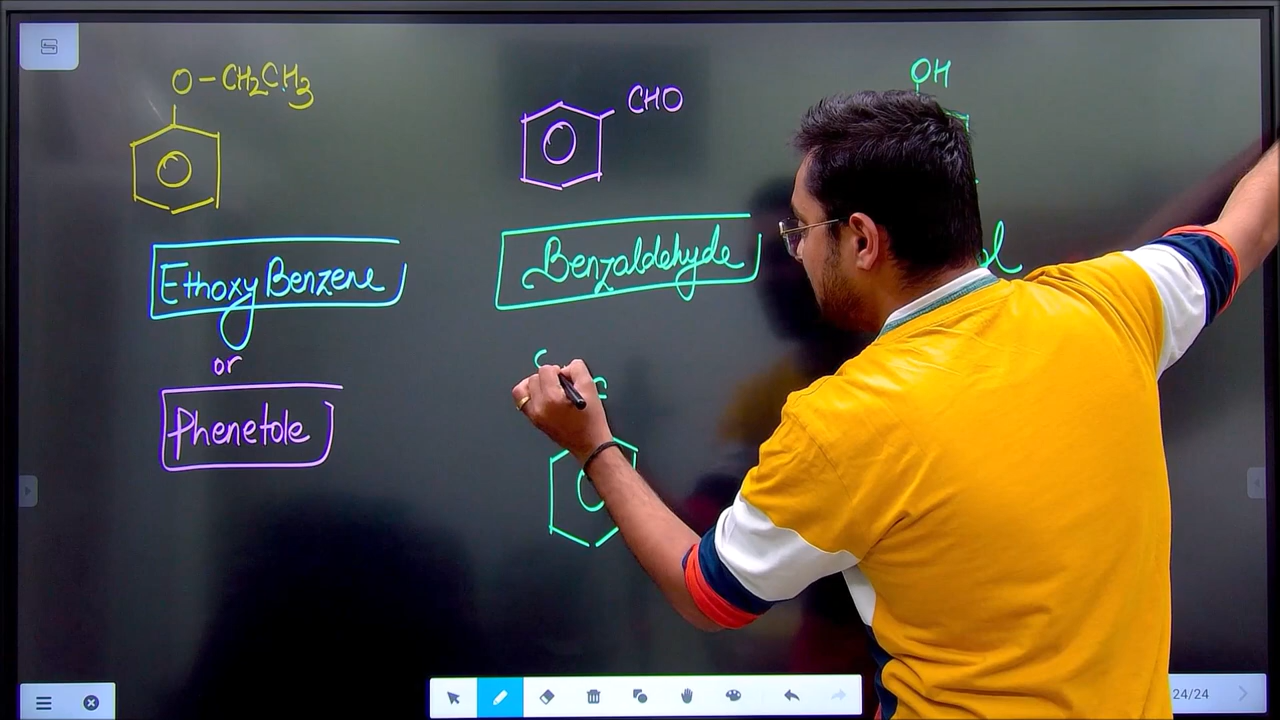 O-CH2CH3
CHO
OH
Ethoxy Benzene
Benzaldehyde
or
Phenetole
24/24